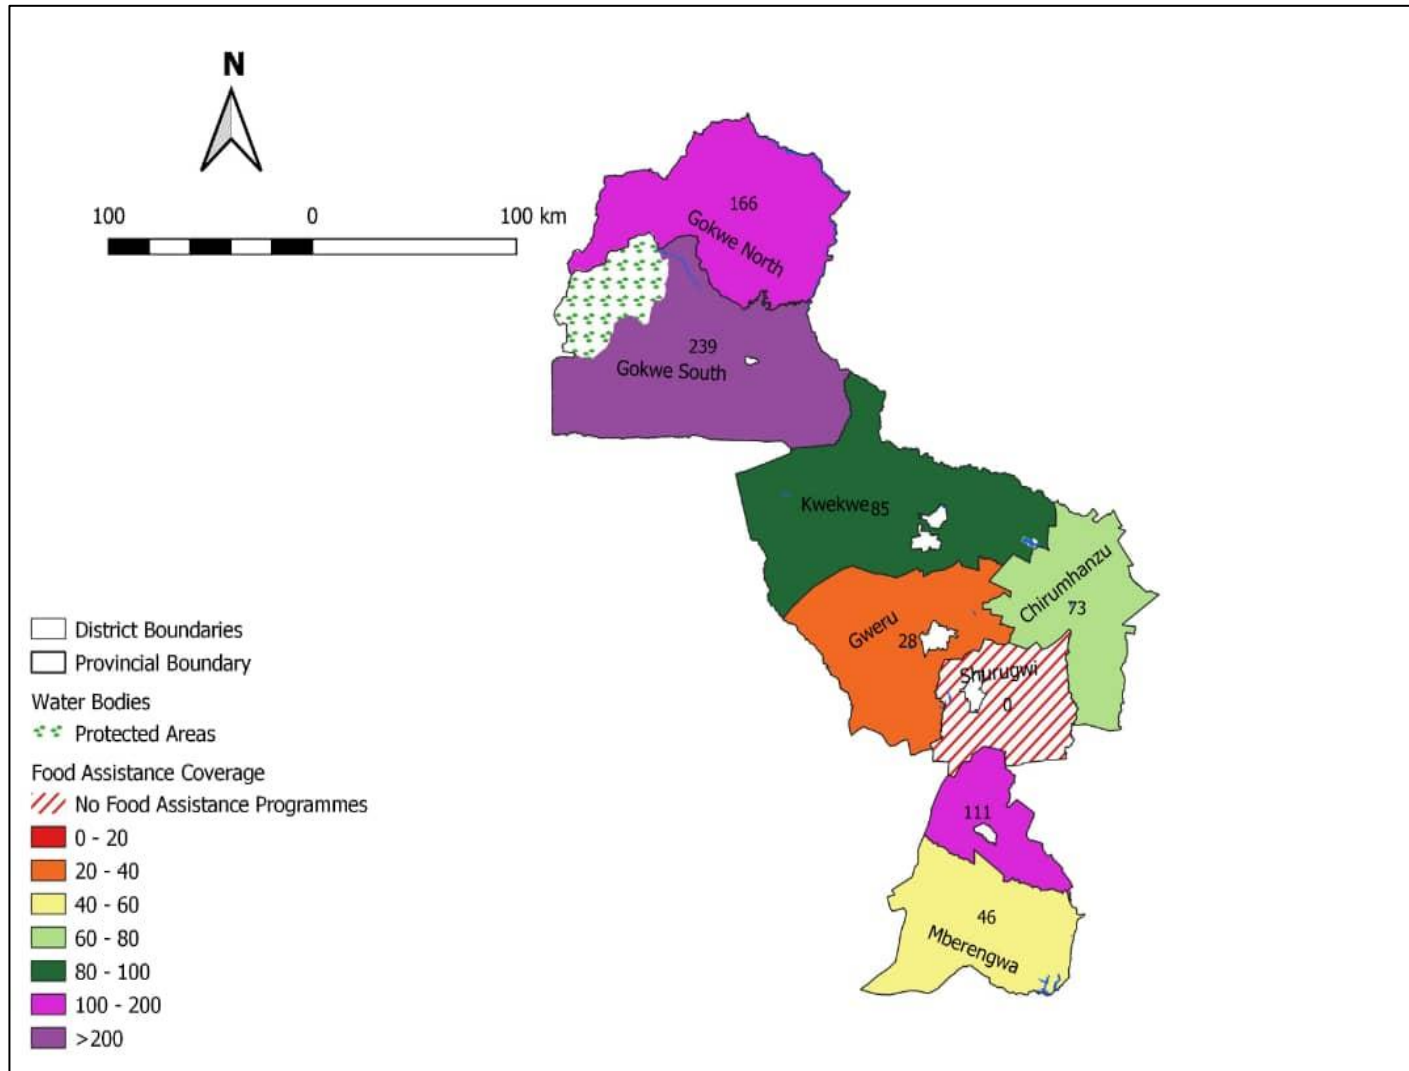 N
100 0 100 km
166
Gokwe North
239
Gokwe South
Kwekwe 85
Chirumhanzu
73
Gweru
28
Shurugwi
0
111
46
Mberengwa
District Boundaries
Provincial Boundary
Water Bodies
Protected Areas
Food Assistance Coverage
No Food Assistance Programmes
0 - 20
20 - 40
40 - 60
60 - 80
80 - 100
100 - 200
>200